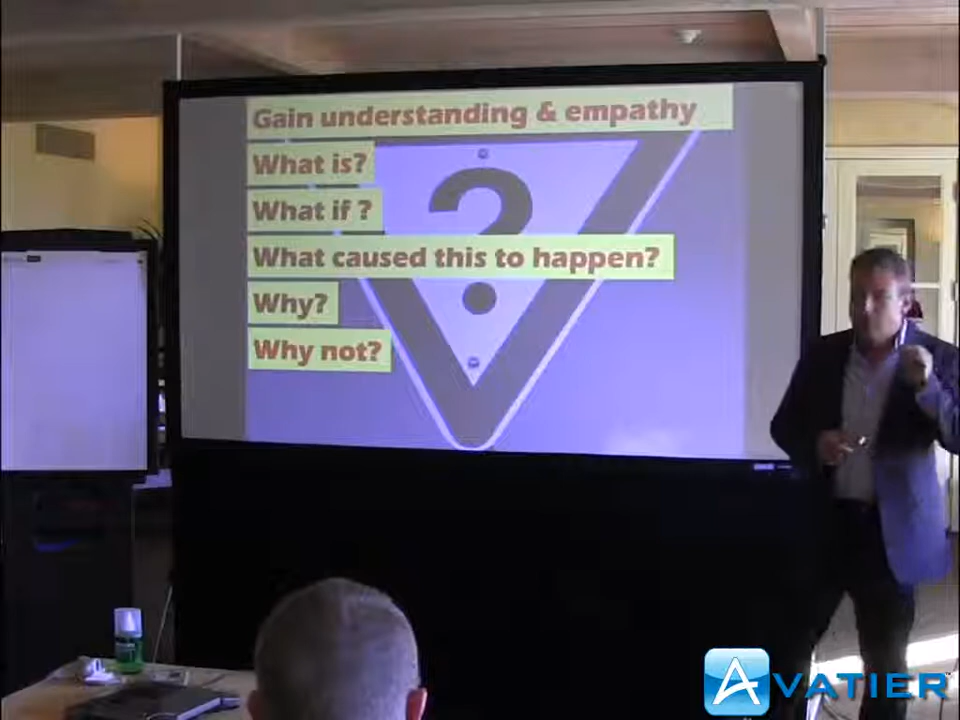 Gain understanding & empathy
What is?
What if ?
What caused this to happen?
Why?
Why not?
AVATIER